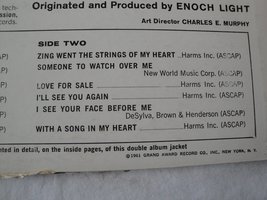 tech-
Originated and Produced by ENOCH LIGHT
ssion,
Art Director CHARLES E. MURPHY
cords.
SIDE TWO
CAP) ZING WENT THE STRINGS OF MY HEART Harms Inc. (ASCAP)
SOMEONE TO WATCH OVER ME
New World Music Corp. (ASCAP)
LOVE FOR SALE Harms Inc. (ASCAP)
I'LL SEE YOU AGAIN Harms Inc. (ASCAP)
I SEE YOUR FACE BEFORE ME
DeSylva, Brown & Henderson (ASCAP)
WITH A SONG IN MY HEART Harms Inc. (ASCAP)
nted in detail, on the inside pages, of this double album jacket
©1961 GRAND AWARD RECORD CO., INC., NEW YORK, N. Y.